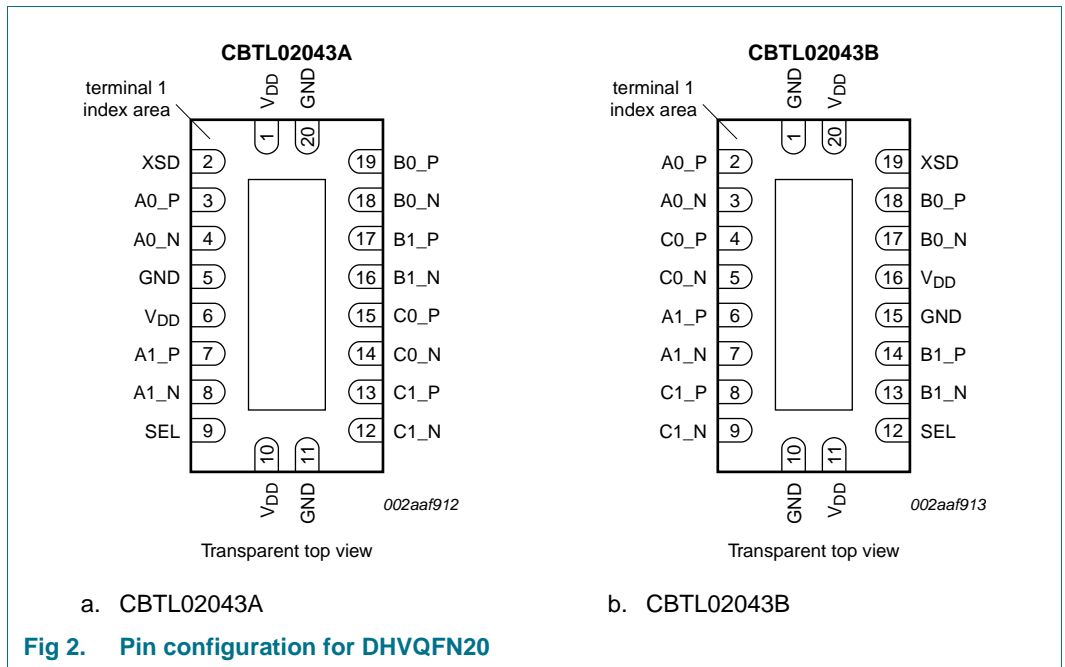 CBTL02043A
terminal 1
index area
VDD
GND
1
20
XSD 2
19 B0_P
A0_P 3
18 B0_N
A0_N 4
17 B1_P
GND 5
16 B1_N
VDD 6
15 C0_P
A1_P 7
14 C0_N
A1_N 8
13 C1_P
SEL 9
12 C1_N
10
11
VDD
GND
002aaf912
Transparent top view
a. CBTL02043A
CBTL02043B
terminal 1
index area
GND
VDD
1
20
A0_P 2
19 XSD
A0_N 3
18 B0_P
C0_P 4
17 B0_N
C0_N 5
16 VDD
A1_P 6
15 GND
A1_N 7
14 B1_P
C1_P 8
13 B1_N
C1_N 9
12 SEL
10
11
GND
VDD
002aaf913
Transparent top view
b. CBTL02043B
Fig 2. Pin configuration for DHVQFN20